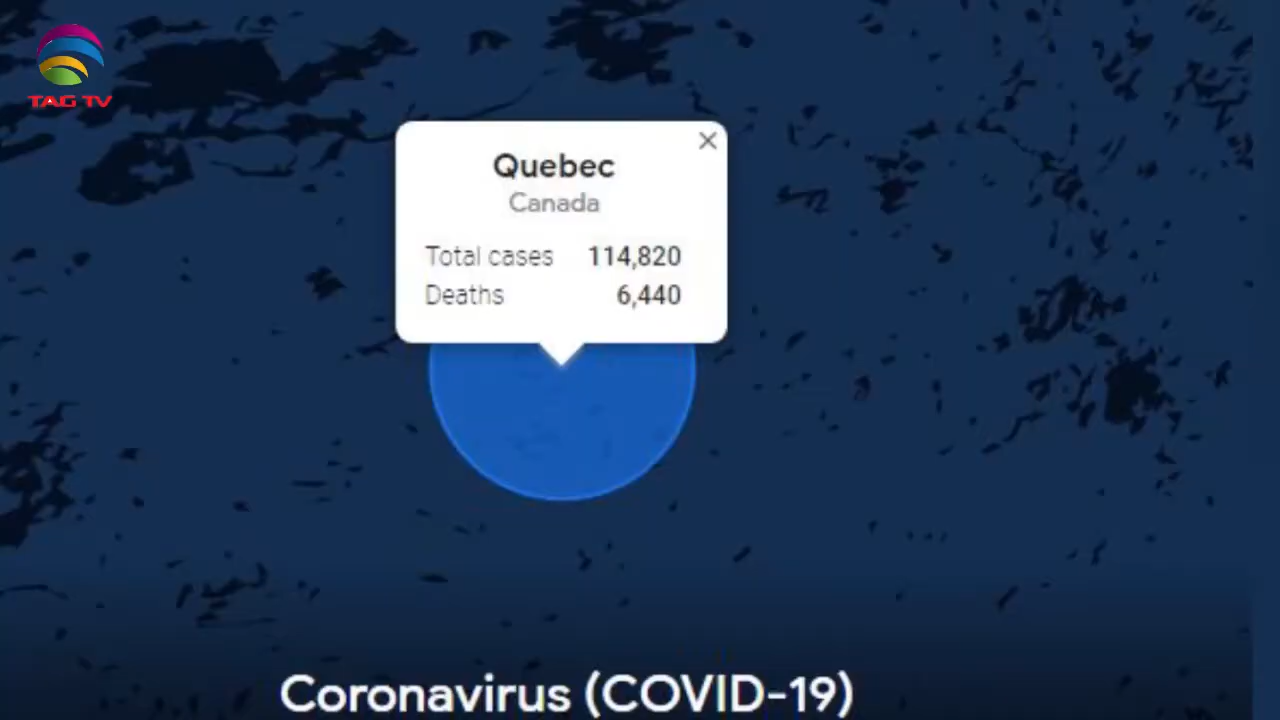 TAG TV
Quebec
Canada
Total cases 114,820
Deaths 6,440
Coronavirus (COVID-19)